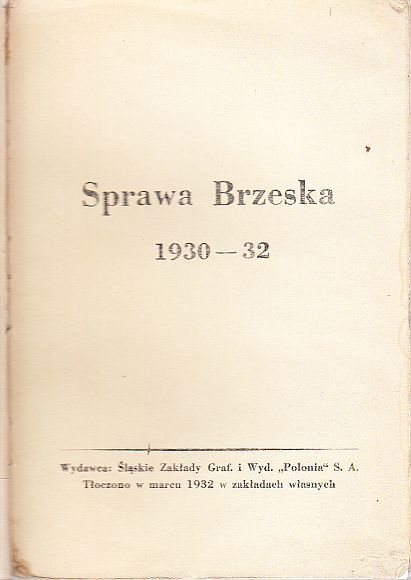 Sprawa Brzeska
1930—32
Wydawca: Śląskie Zakłady Graf. i Wyd. „Polonia“ S. A.
Tłoczono w marcu 1932 w zakładach własnych